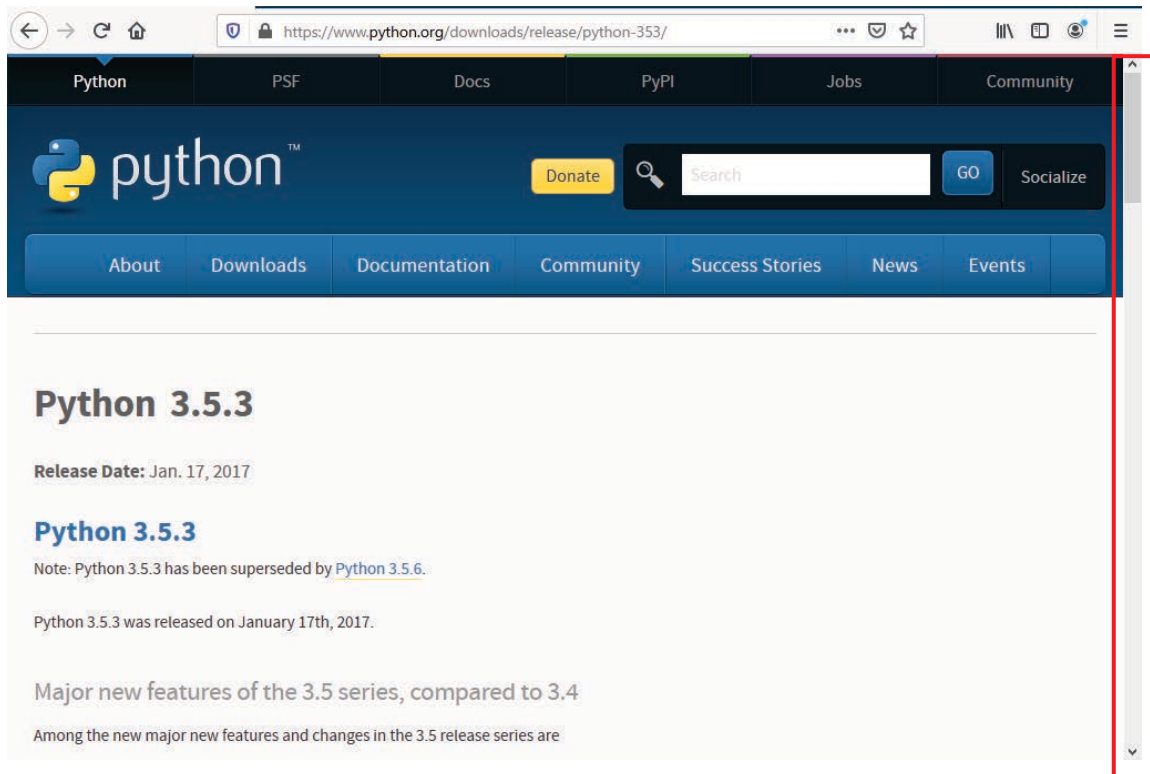 https://www.python.org/downloads/release/python-353/
Python PSF Docs PyPI Jobs Community
python™
Donate Search GO Socialize
About Downloads Documentation Community Success Stories News Events
Python 3.5.3
Release Date: Jan. 17, 2017
Python 3.5.3
Note: Python 3.5.3 has been superseded by Python 3.5.6.
Python 3.5.3 was released on January 17th, 2017.
Major new features of the 3.5 series, compared to 3.4
Among the new major new features and changes in the 3.5 release series are